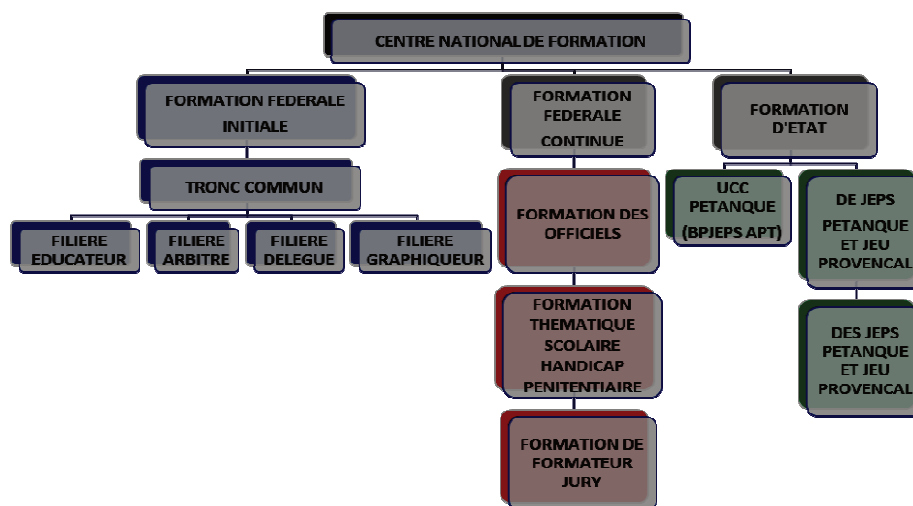 CENTRE NATIONAL DE FORMATION
FORMATION FEDERALE
INITIALE
FORMATION
FEDERALE
CONTINUE
FORMATION
D'ETAT
TRONC COMMUN
FILIERE
EDUCATEUR
FILIERE
ARBITRE
FILIERE
DELEGUE
FILIERE
GRAPHIQUEUR
FORMATION DES
OFFICIELS
FORMATION
THEMATIQUE
SCOLAIRE
HANDICAP
PENITENTIAIRE
FORMATION DE
FORMATEUR
JURY
UCC
PETANQUE
(BPJEPS APT)
DE JEPS
PETANQUE
ET JEU
PROVENCAL
DES JEPS
PETANQUE
ET JEU
PROVENCAL